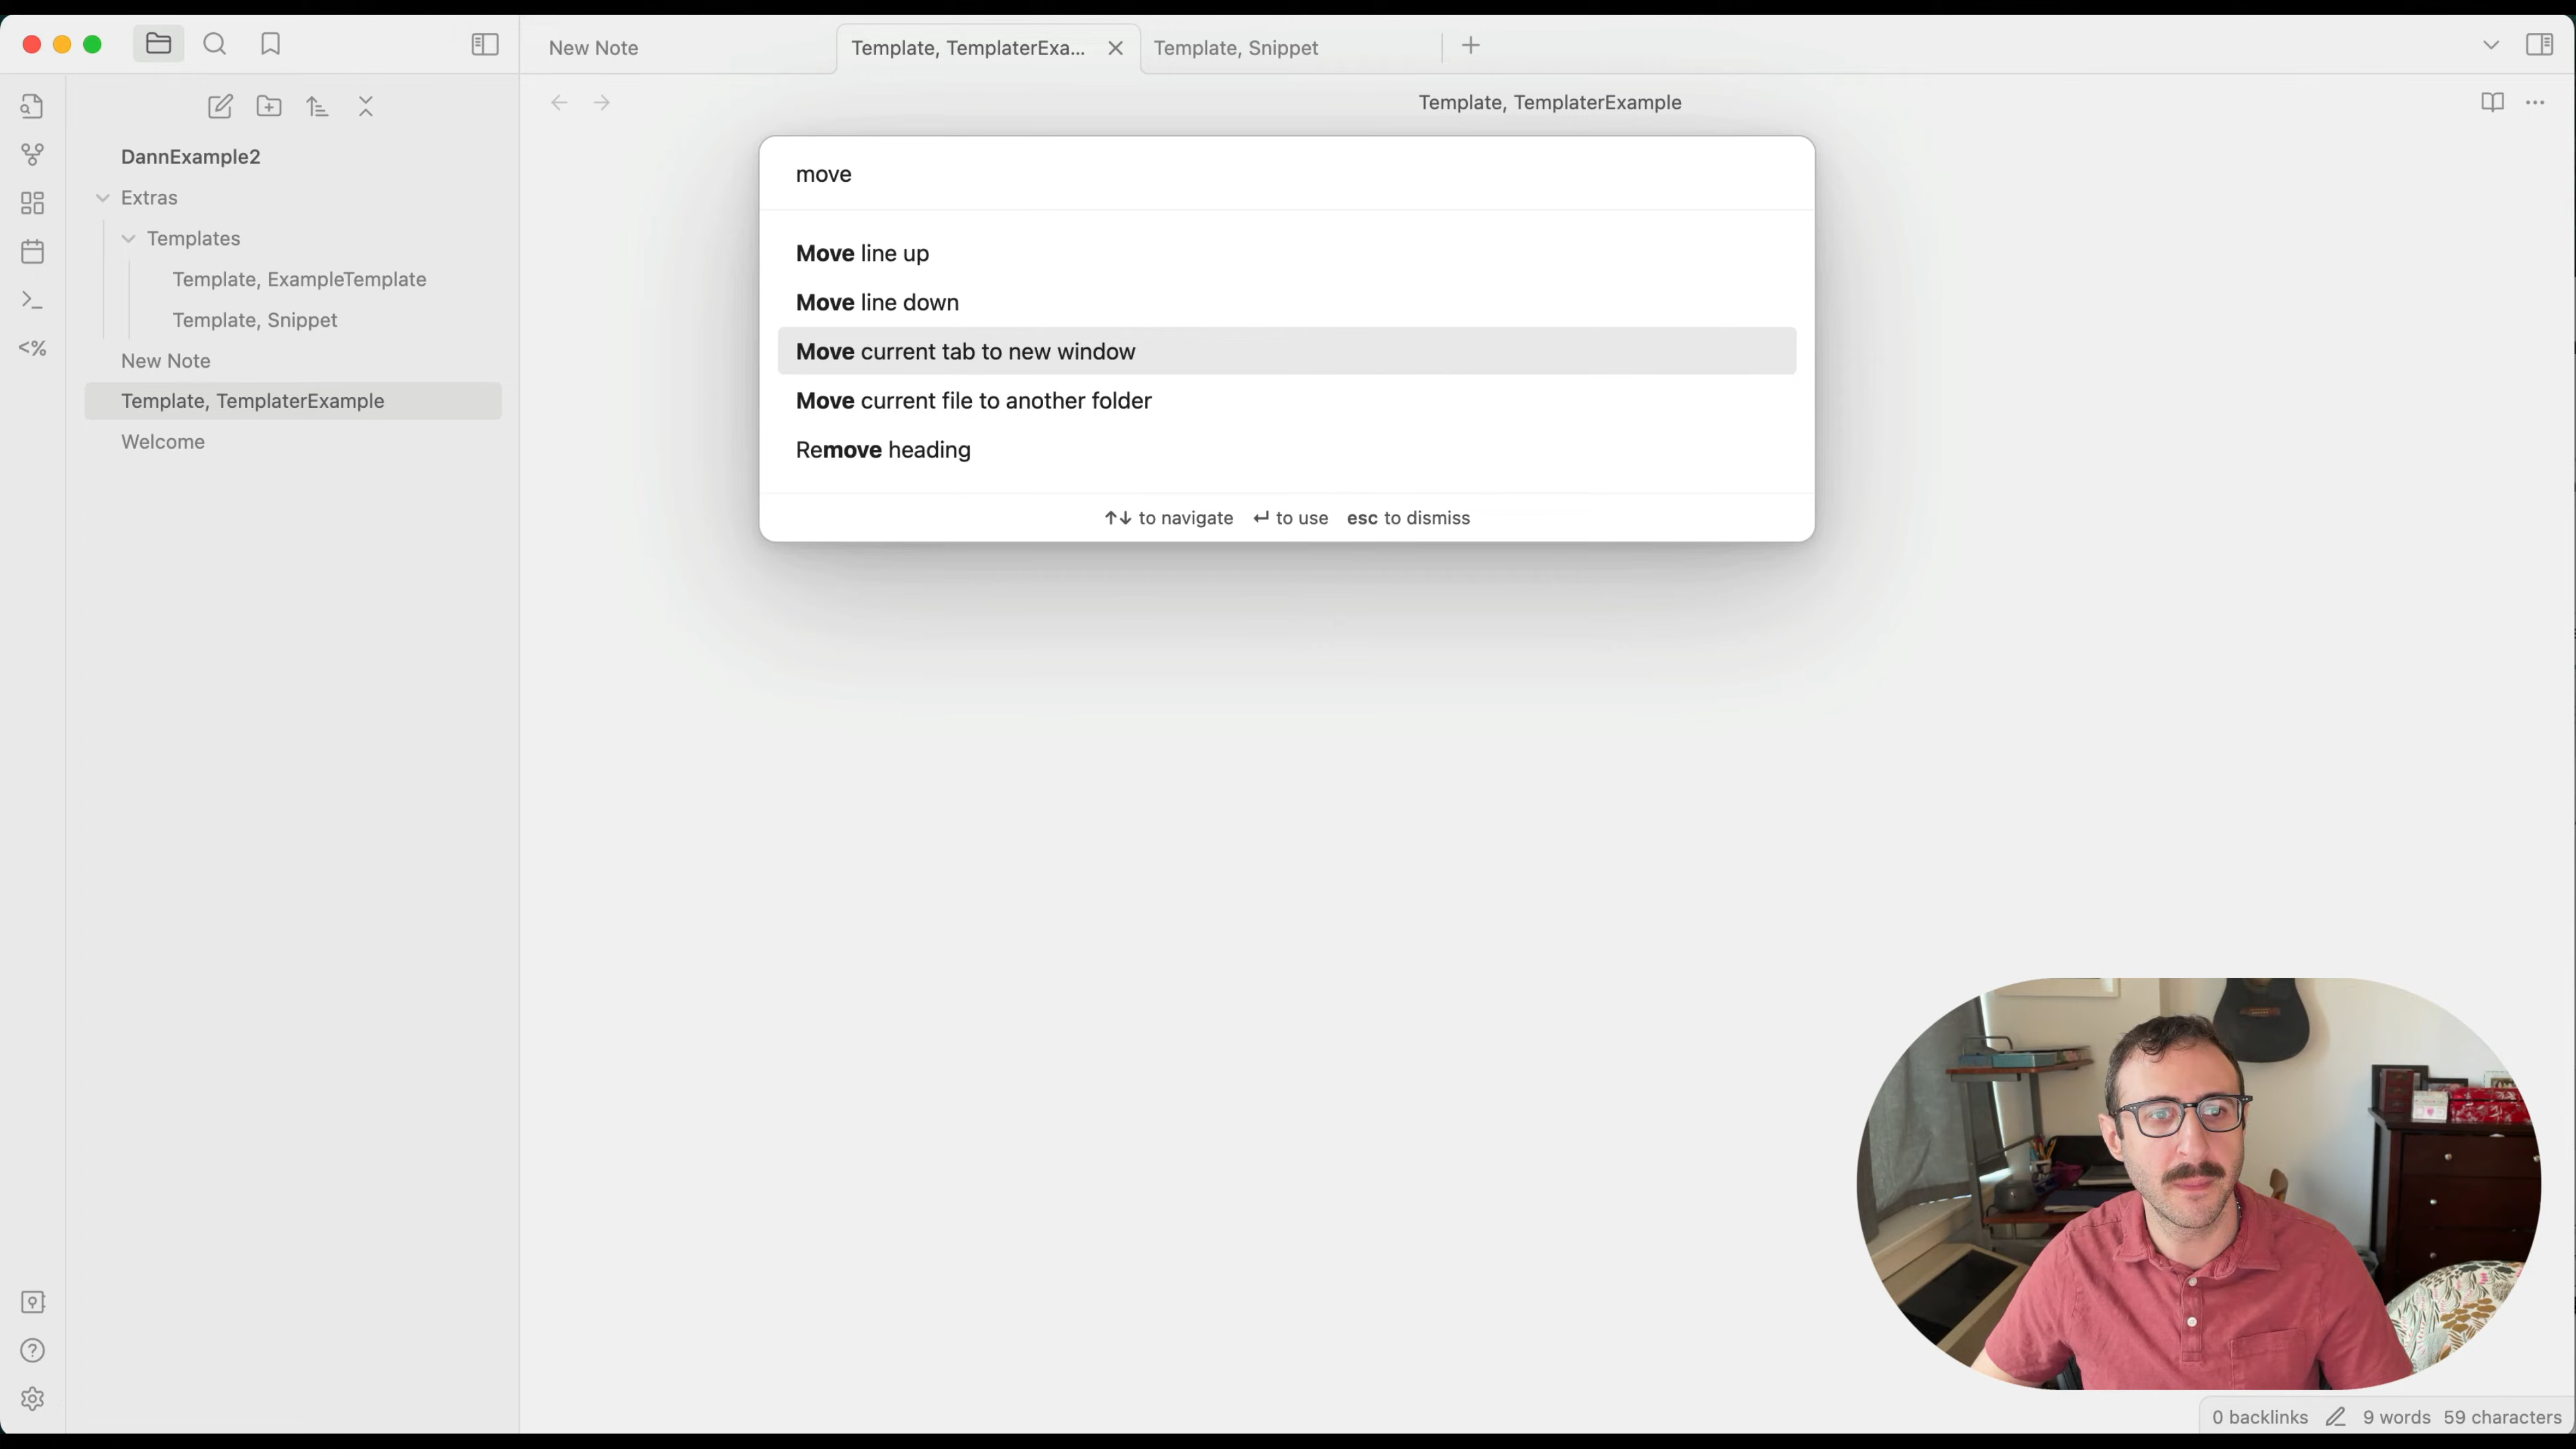 New Note
Template, TemplaterExa...
Template, Snippet
Template, TemplaterExample
DannExample2
Extras
Templates
Template, ExampleTemplate
Template, Snippet
<%
New Note
Template, TemplaterExample
Welcome
move
Move line up
Move line down
Move current tab to new window
Move current file to another folder
Remove heading
↑↓ to navigate ↵ to use esc to dismiss
0 backlinks 9 words 59 characters